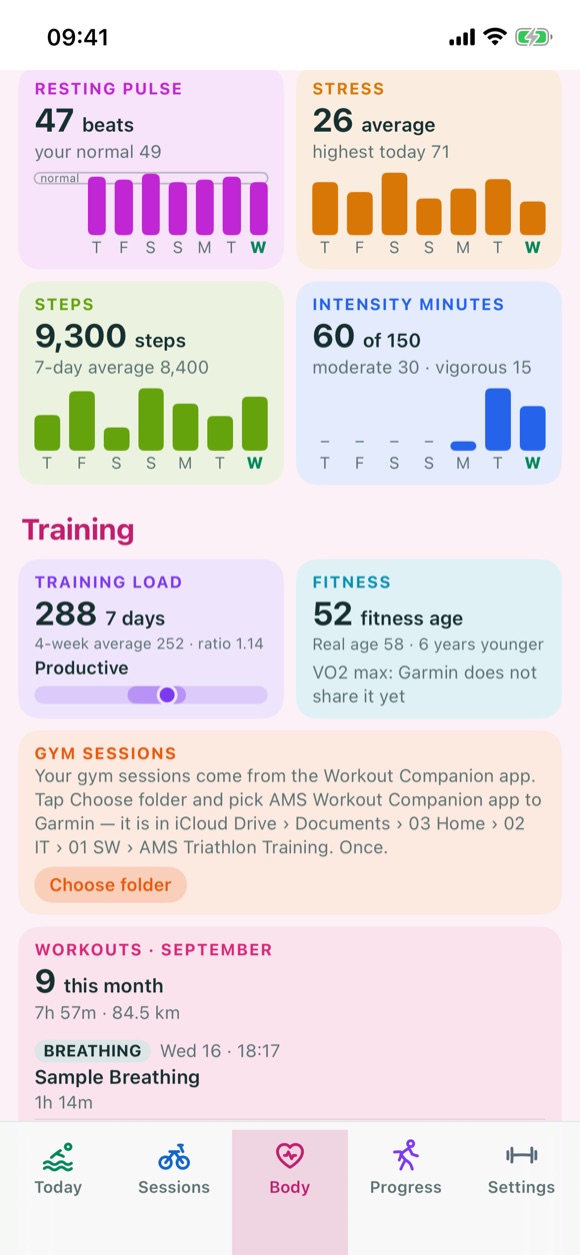 09:41
RESTING PULSE
47 beats
your normal 49
normal
T F S S M T W
STRESS
26 average
highest today 71
T F S S M T W
STEPS
9,300 steps
7-day average 8,400
T F S S M T W
INTENSITY MINUTES
60 of 150
moderate 30 · vigorous 15
T F S S M T W
Training
TRAINING LOAD
288 7 days
4-week average 252 · ratio 1.14
Productive
FITNESS
52 fitness age
Real age 58 · 6 years younger
VO2 max: Garmin does not
share it yet
GYM SESSIONS
Your gym sessions come from the Workout Companion app.
Tap Choose folder and pick AMS Workout Companion app to
Garmin — it is in iCloud Drive › Documents › 03 Home › 02
IT › 01 SW › AMS Triathlon Training. Once.
Choose folder
WORKOUTS · SEPTEMBER
9 this month
7h 57m · 84.5 km
BREATHING Wed 16 · 18:17
Sample Breathing
1h 14m
Today Sessions Body Progress Settings